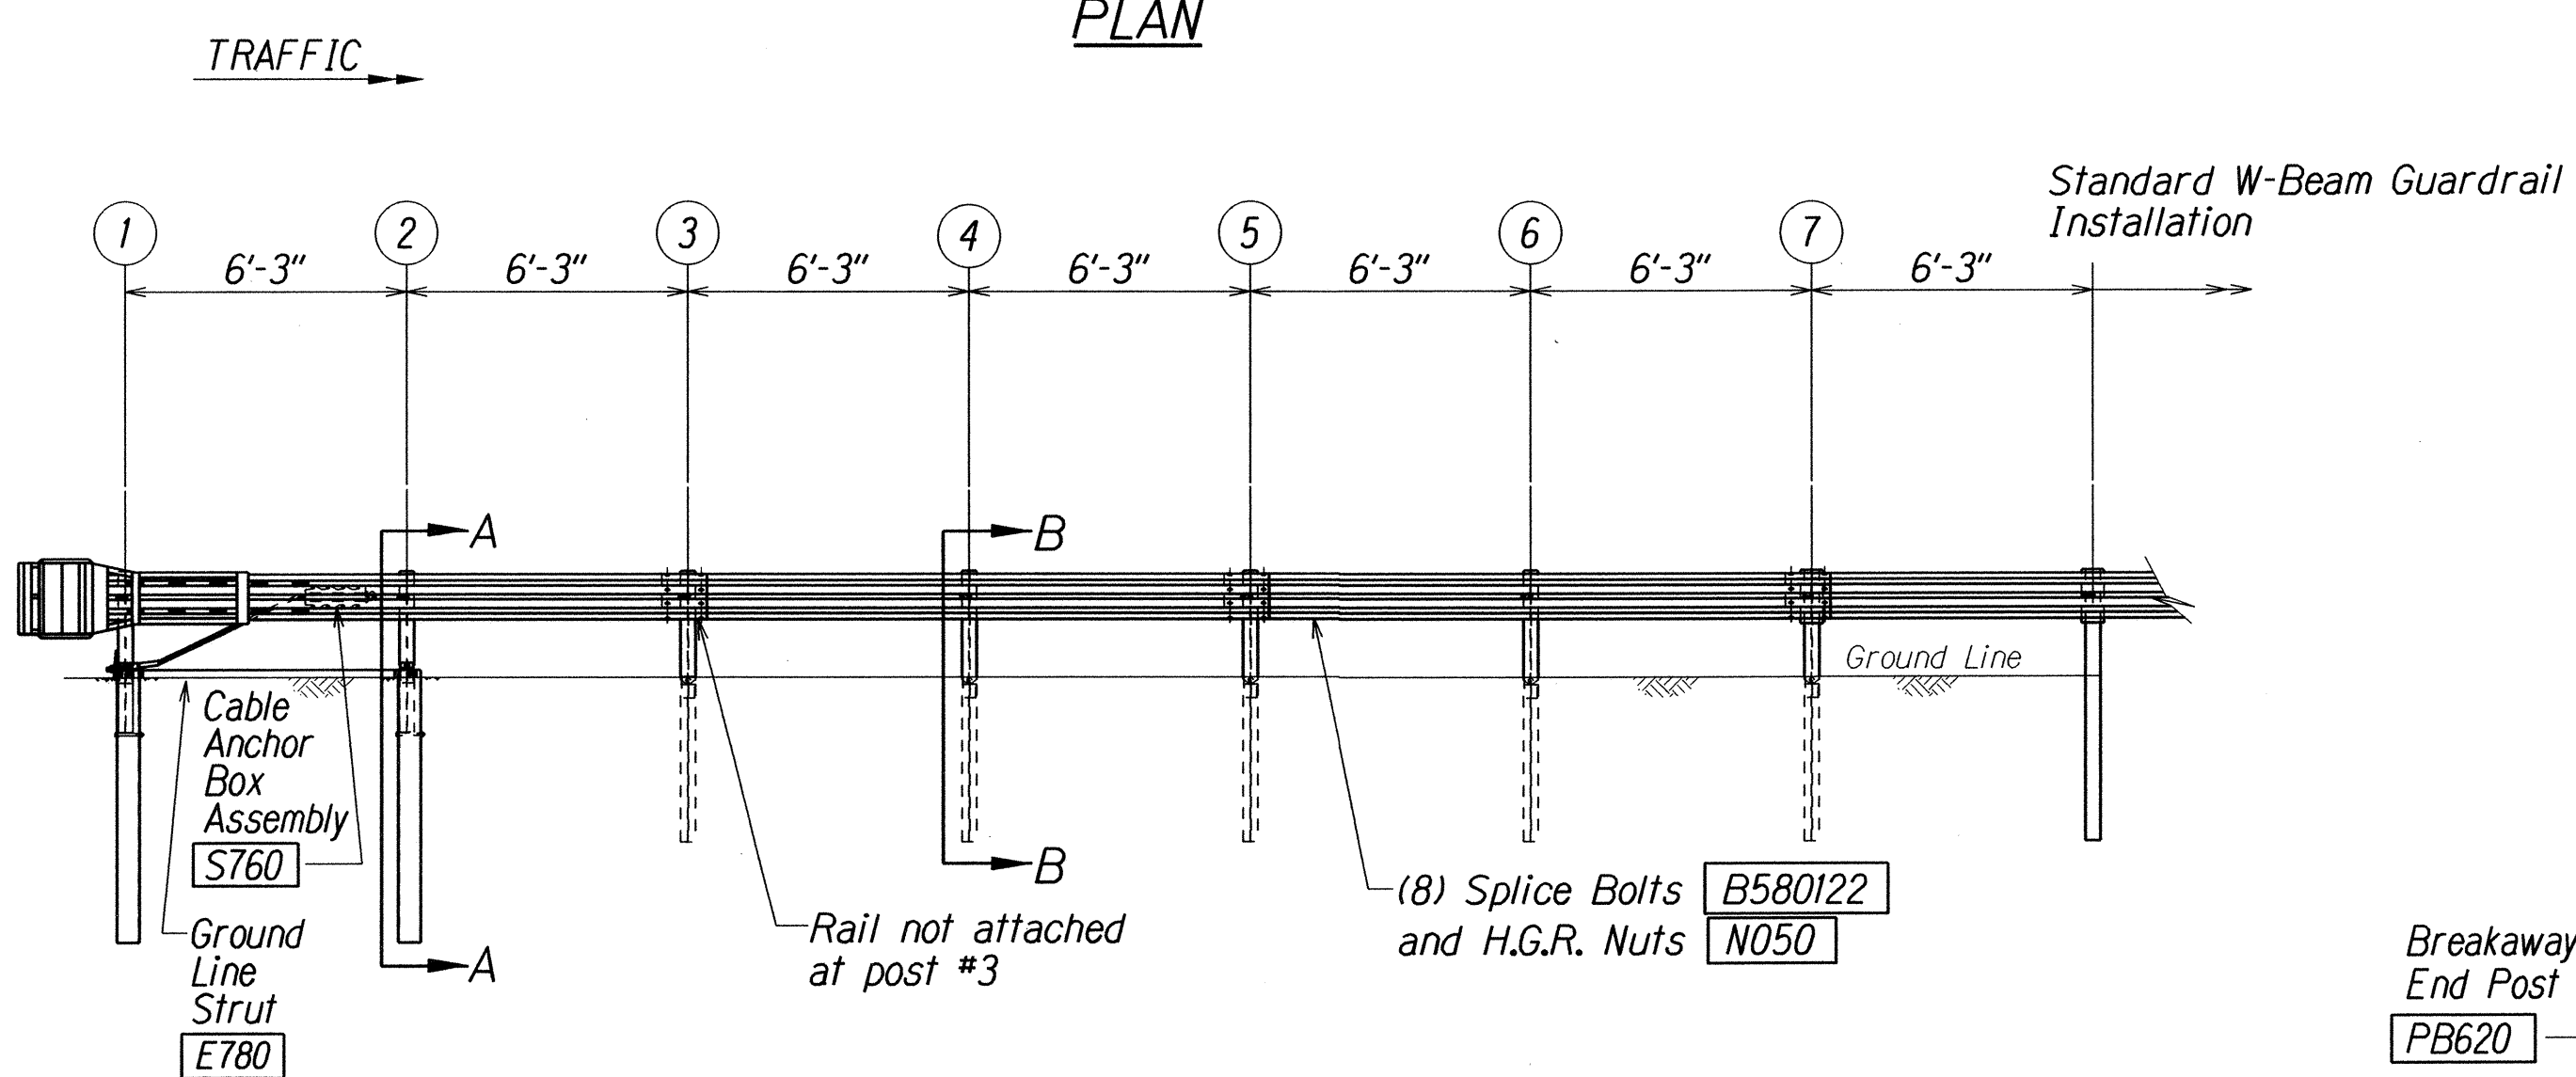 PLAN
TRAFFIC
Standard W-Beam Guardrail
Installation
1 2 3 4 5 6 7
6'-3" 6'-3" 6'-3" 6'-3" 6'-3" 6'-3" 6'-3"
A
B
Ground Line
Cable
Anchor
Box
Assembly
S760
B
(8) Splice Bolts B580122
and H.G.R. Nuts N050
Rail not attached
at post #3
A
Ground
Line
Strut
E780
Breakaway
End Post
PB620